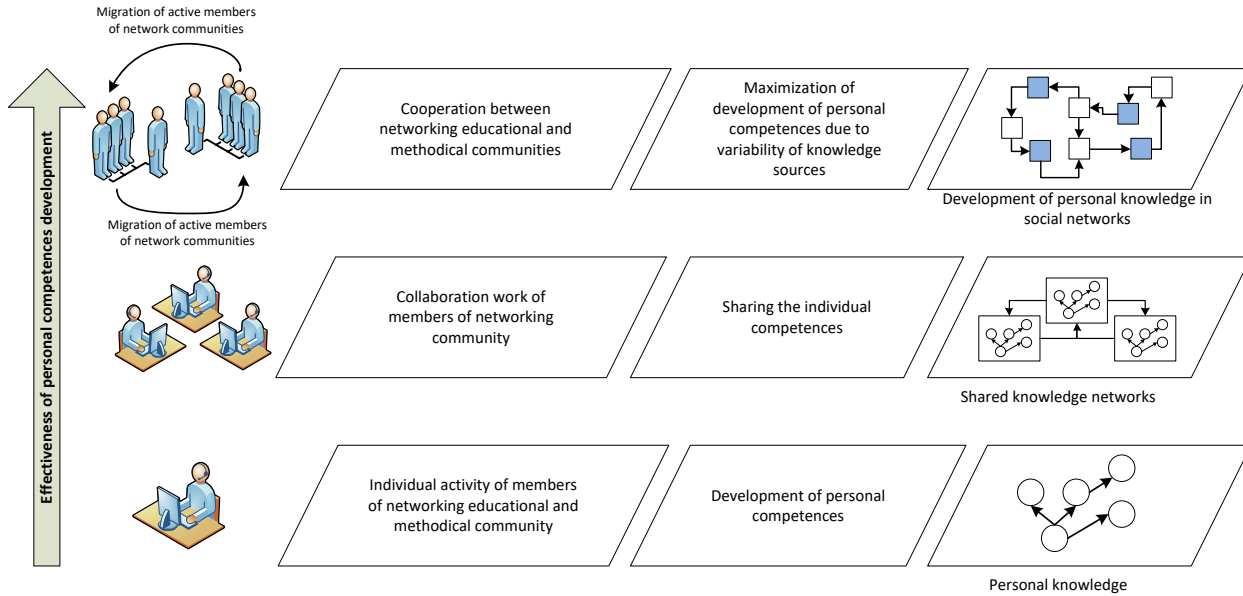 Migration of active members
of network communities
Effectiveness of personal competences development
Cooperation between
networking educational and
methodical communities
Maximization of
development of personal
competences due to
variability of knowledge
sources
Development of personal knowledge in
social networks
Migration of active members
of network communities
Collaboration work of
members of networking
community
Sharing the individual
competences
Shared knowledge networks
Individual activity of members
of networking educational and
methodical community
Development of personal
competences
Personal knowledge